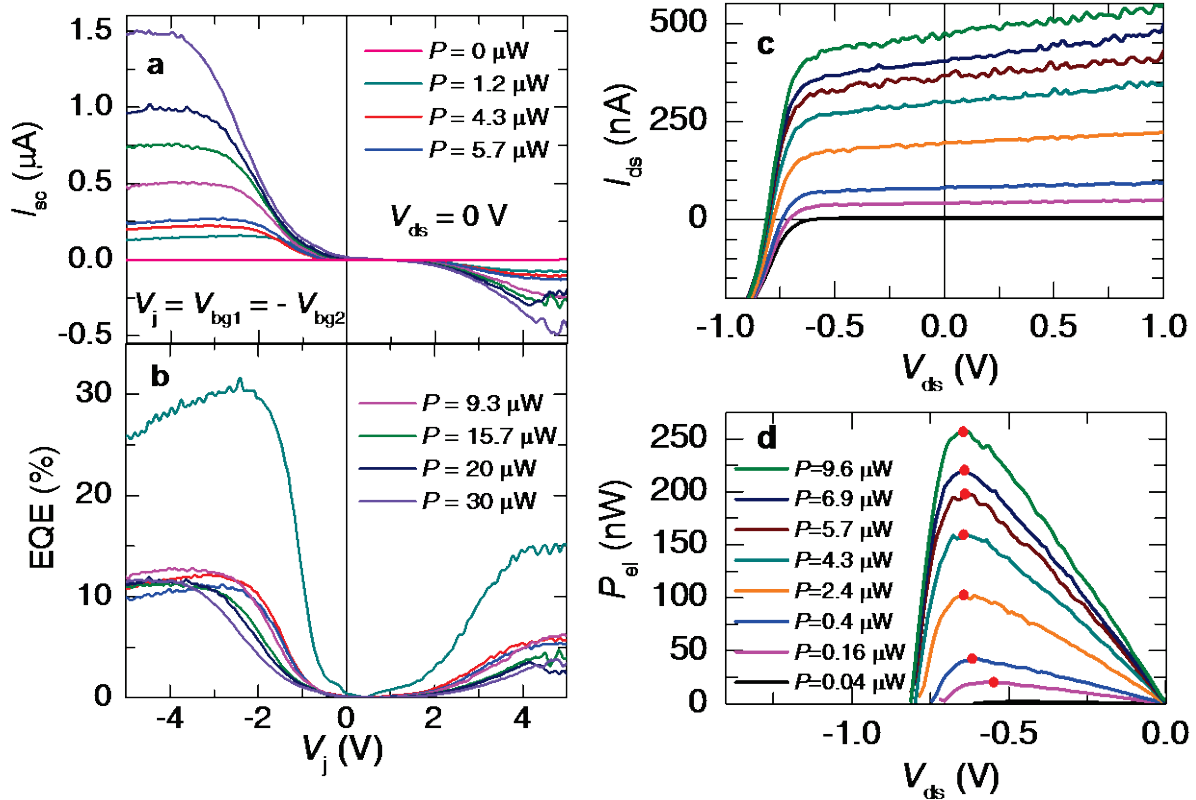 a
1.5
1.0
0.5
0.0
-0.5
I_sc (µA)
P = 0 µW
P = 1.2 µW
P = 4.3 µW
P = 5.7 µW
V_ds = 0 V
V_j = V_bg1 = - V_bg2
b
30
20
10
0
EQE (%)
P = 9.3 µW
P = 15.7 µW
P = 20 µW
P = 30 µW
-4 -2 0 2 4
V_j (V)
c
500
250
0
I_ds (nA)
-1.0 -0.5 0.0 0.5 1.0
V_ds (V)
d
250
200
150
100
50
0
P_el (nW)
P=9.6 µW
P=6.9 µW
P=5.7 µW
P=4.3 µW
P=2.4 µW
P=0.4 µW
P=0.16 µW
P=0.04 µW
-1.0 -0.5 0.0
V_ds (V)